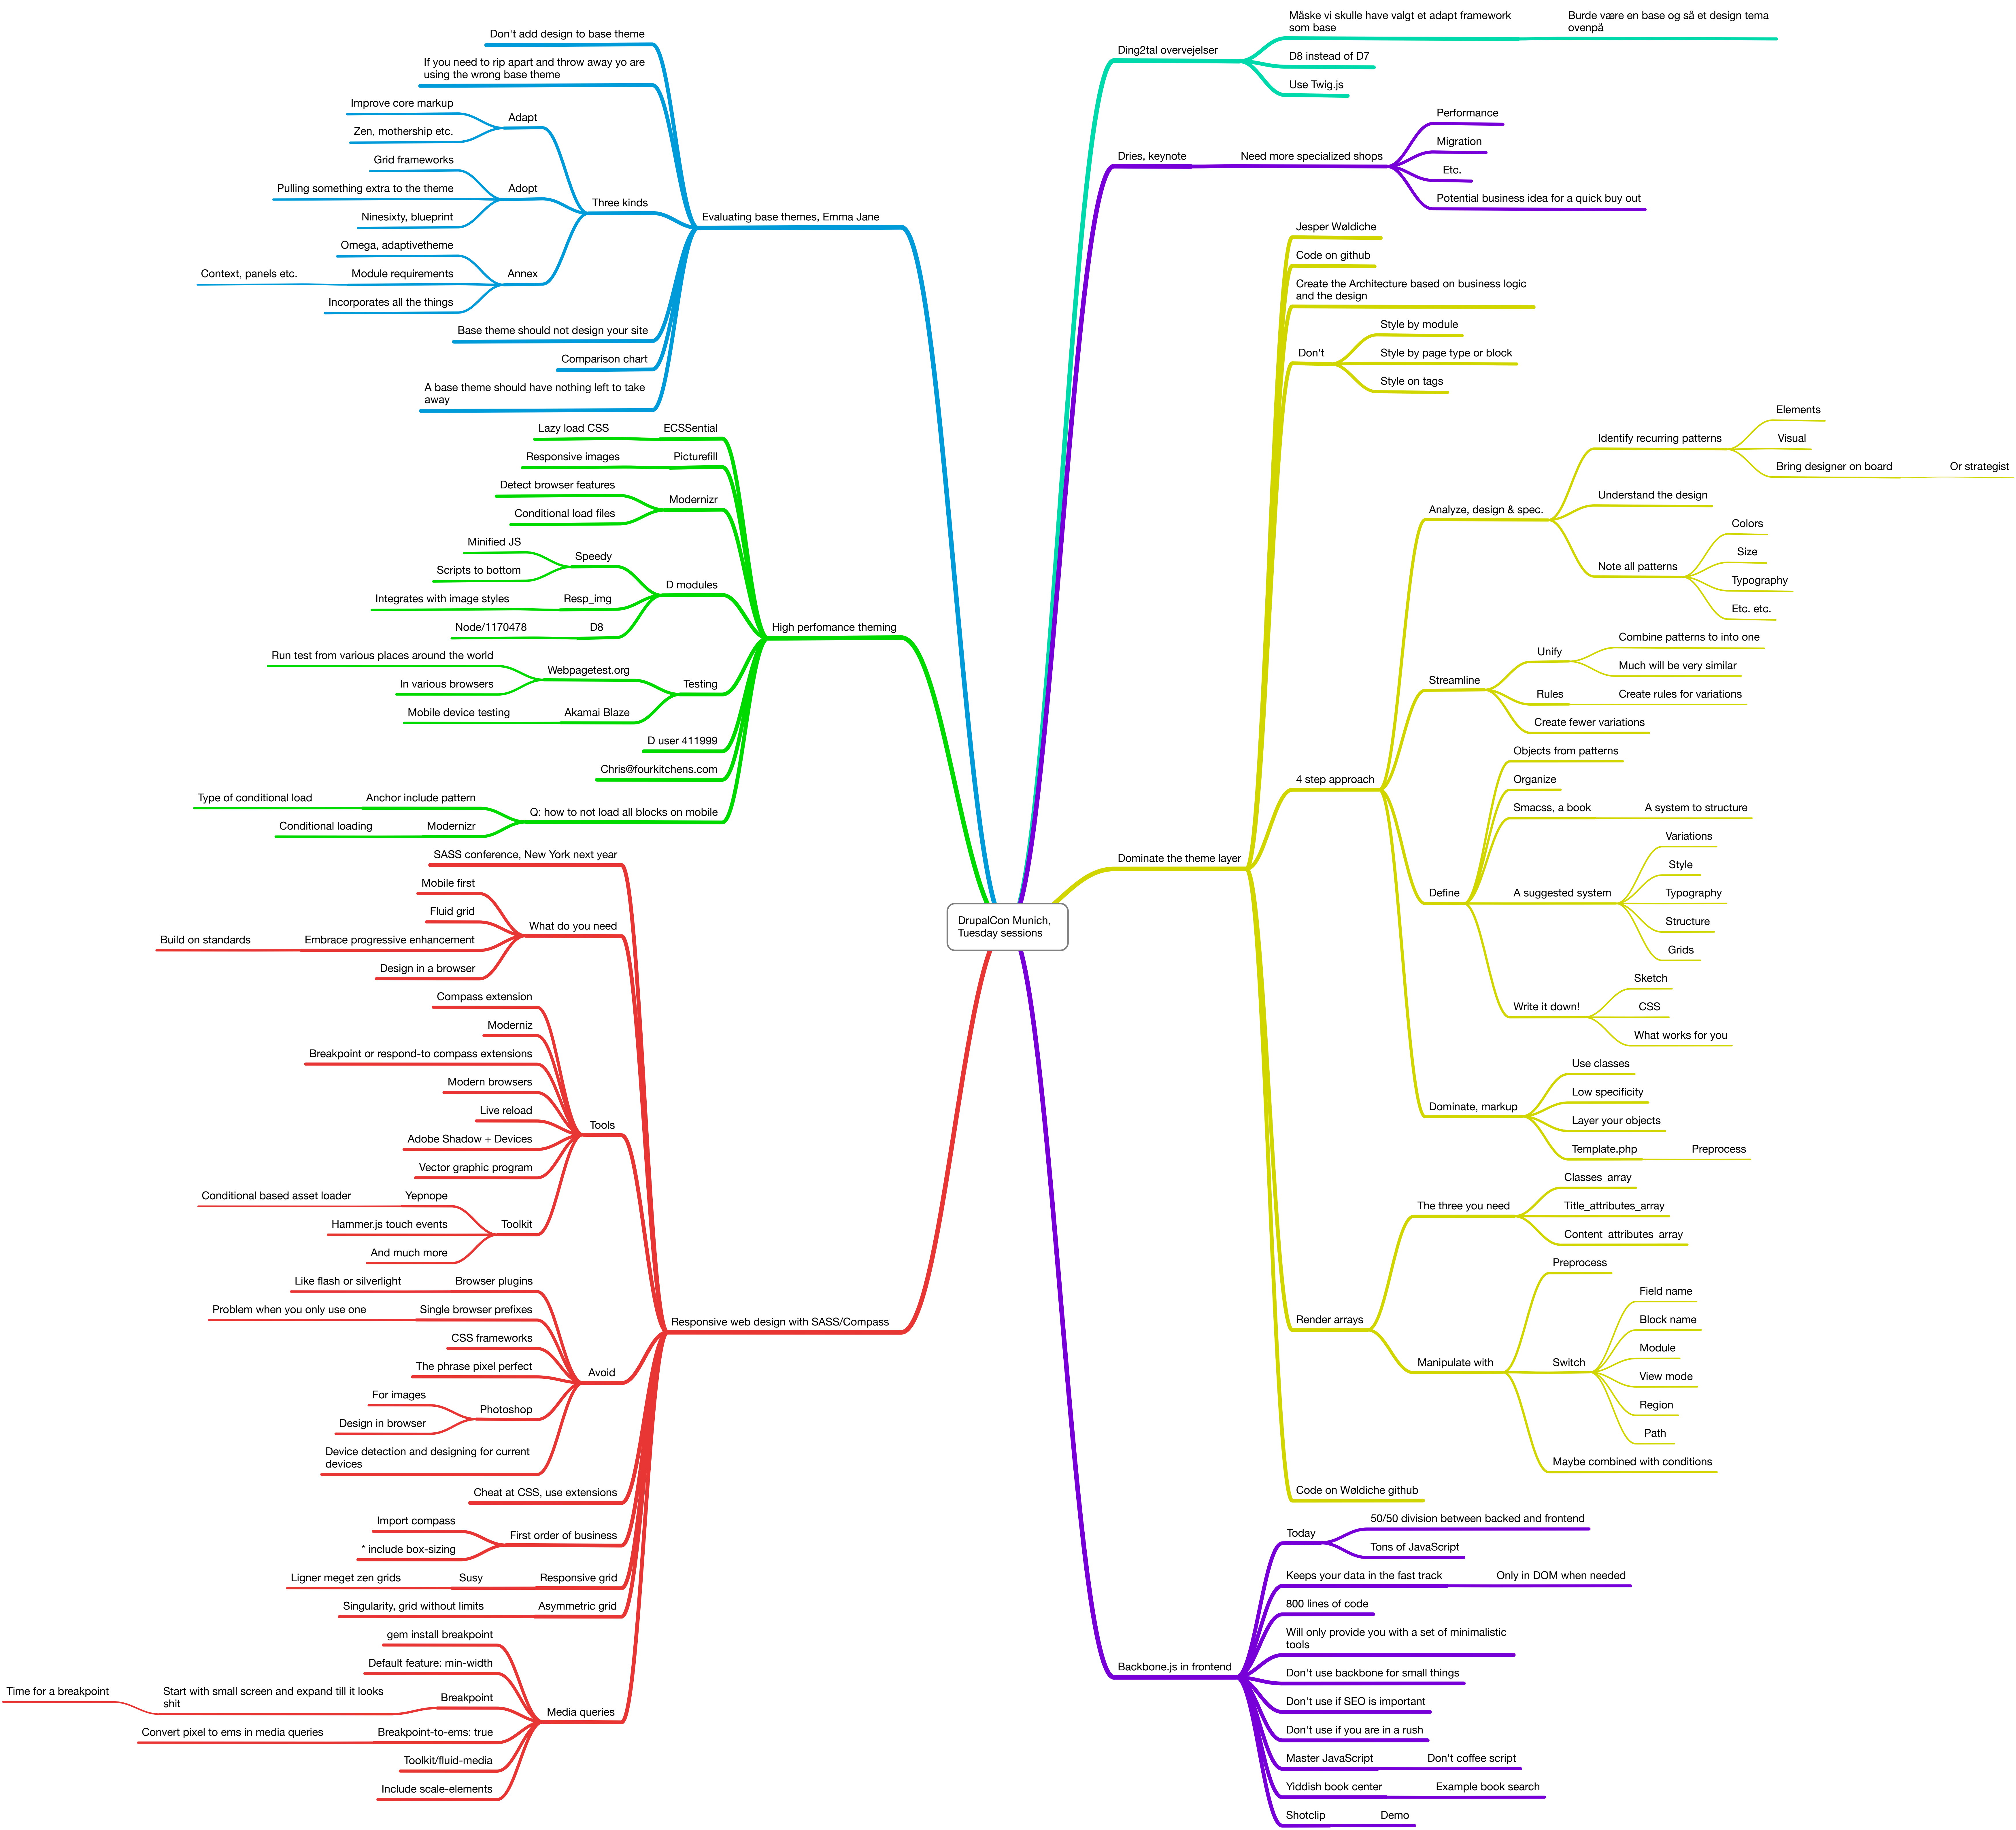 DrupalCon Munich,
Tuesday sessions
Ding2tal overvejelser
Måske vi skulle have valgt et adapt framework
som base
Burde være en base og så et design tema
ovenpå
D8 instead of D7
Use Twig.js
Dries, keynote
Need more specialized shops
Performance
Migration
Etc.
Potential business idea for a quick buy out
Dominate the theme layer
Jesper Wøldiche
Code on github
Create the Architecture based on business logic
and the design
Don't
Style by module
Style by page type or block
Style on tags
4 step approach
Analyze, design & spec.
Identify recurring patterns
Elements
Visual
Bring designer on board
Or strategist
Understand the design
Note all patterns
Colors
Size
Typography
Etc. etc.
Streamline
Unify
Combine patterns to into one
Much will be very similar
Rules
Create rules for variations
Create fewer variations
Define
Objects from patterns
Organize
Smacss, a book
A system to structure
A suggested system
Variations
Style
Typography
Structure
Grids
Write it down!
Sketch
CSS
What works for you
Dominate, markup
Use classes
Low specificity
Layer your objects
Template.php
Preprocess
Render arrays
The three you need
Classes_array
Title_attributes_array
Content_attributes_array
Manipulate with
Preprocess
Switch
Field name
Block name
Module
View mode
Region
Path
Maybe combined with conditions
Code on Wøldiche github
Backbone.js in frontend
Today
50/50 division between backed and frontend
Tons of JavaScript
Keeps your data in the fast track
Only in DOM when needed
800 lines of code
Will only provide you with a set of minimalistic
tools
Don't use backbone for small things
Don't use if SEO is important
Don't use if you are in a rush
Master JavaScript
Don't coffee script
Yiddish book center
Example book search
Shotclip
Demo
Evaluating base themes, Emma Jane
Don't add design to base theme
If you need to rip apart and throw away yo are
using the wrong base theme
Three kinds
Adapt
Improve core markup
Zen, mothership etc.
Adopt
Grid frameworks
Pulling something extra to the theme
Ninesixty, blueprint
Annex
Omega, adaptivetheme
Module requirements
Context, panels etc.
Incorporates all the things
Base theme should not design your site
Comparison chart
A base theme should have nothing left to take
away
High perfomance theming
ECSSential
Lazy load CSS
Picturefill
Responsive images
Modernizr
Detect browser features
Conditional load files
D modules
Speedy
Minified JS
Scripts to bottom
Resp_img
Integrates with image styles
D8
Node/1170478
Testing
Webpagetest.org
Run test from various places around the world
In various browsers
Akamai Blaze
Mobile device testing
D user 411999
Chris@fourkitchens.com
Q: how to not load all blocks on mobile
Anchor include pattern
Type of conditional load
Modernizr
Conditional loading
Responsive web design with SASS/Compass
SASS conference, New York next year
What do you need
Mobile first
Fluid grid
Embrace progressive enhancement
Build on standards
Design in a browser
Tools
Compass extension
Moderniz
Breakpoint or respond-to compass extensions
Modern browsers
Live reload
Adobe Shadow + Devices
Vector graphic program
Toolkit
Yepnope
Conditional based asset loader
Hammer.js touch events
And much more
Avoid
Browser plugins
Like flash or silverlight
Single browser prefixes
Problem when you only use one
CSS frameworks
The phrase pixel perfect
Photoshop
For images
Design in browser
Device detection and designing for current
devices
Cheat at CSS, use extensions
First order of business
Import compass
* include box-sizing
Responsive grid
Susy
Ligner meget zen grids
Asymmetric grid
Singularity, grid without limits
Media queries
gem install breakpoint
Default feature: min-width
Breakpoint
Start with small screen and expand till it looks
shit
Time for a breakpoint
Breakpoint-to-ems: true
Convert pixel to ems in media queries
Toolkit/fluid-media
Include scale-elements